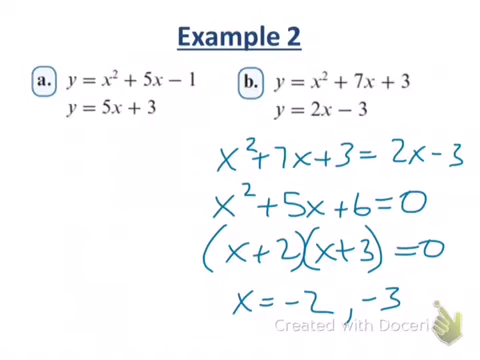 Example 2
a. y = x² + 5x − 1
y = 5x + 3
b. y = x² + 7x + 3
y = 2x − 3
x²+7x+3 = 2x−3
x²+5x+6=0
(x+2)(x+3)=0
x=−2, −3
Created with Doceri